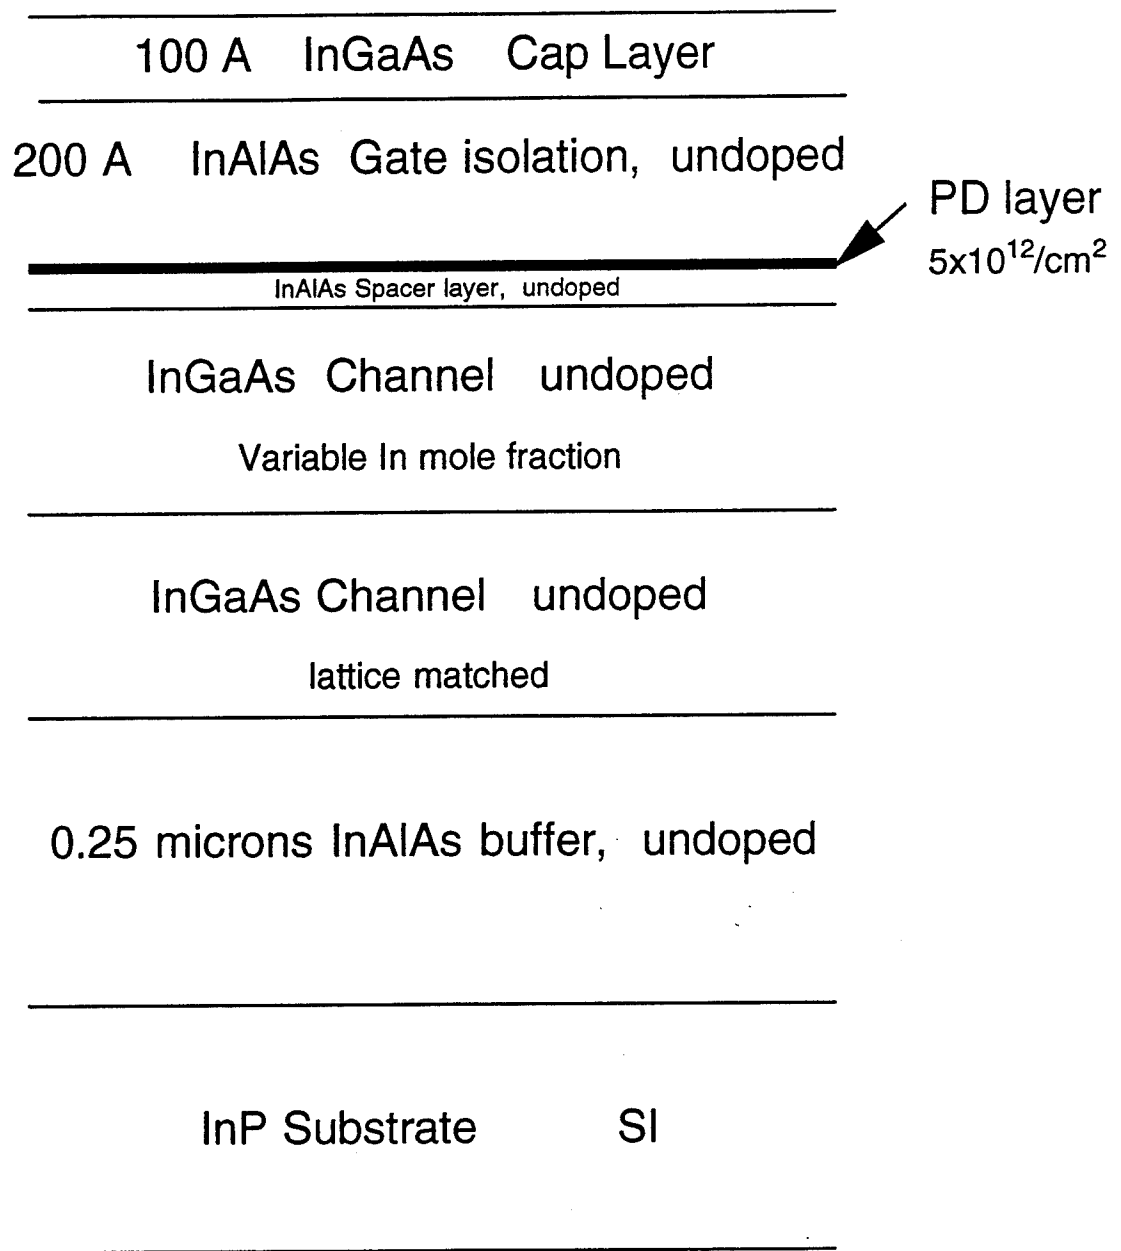 100 A InGaAs Cap Layer
200 A InAlAs Gate isolation, undoped
PD layer
5x10¹²/cm²
InAlAs Spacer layer, undoped
InGaAs Channel undoped
Variable In mole fraction
InGaAs Channel undoped
lattice matched
0.25 microns InAlAs buffer, undoped
InP Substrate SI